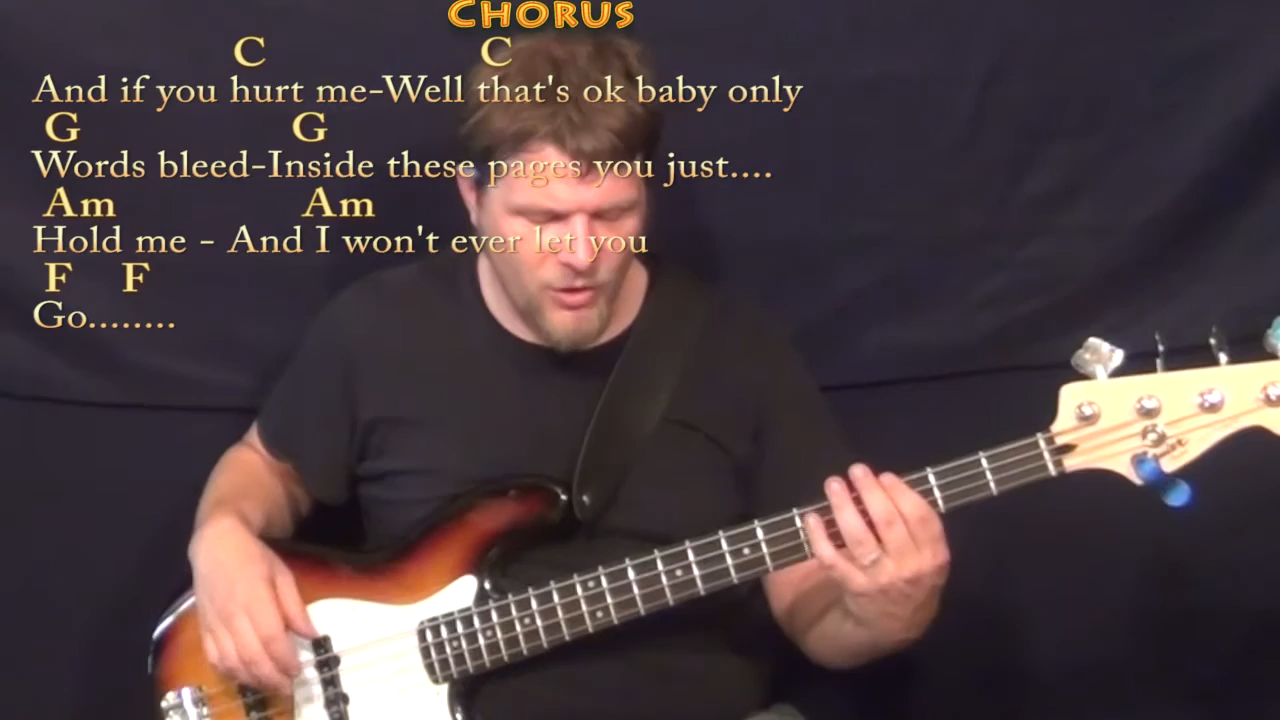 CHORUS
C C
And if you hurt me-Well that's ok baby only
G G
Words bleed-Inside these pages you just....
Am Am
Hold me - And I won't ever let you
F F
Go........